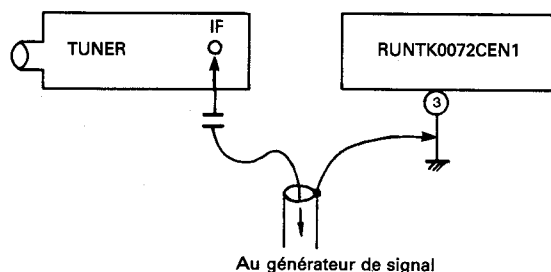 IF
TUNER
RUNTK0072CEN1
3
Au générateur de signal